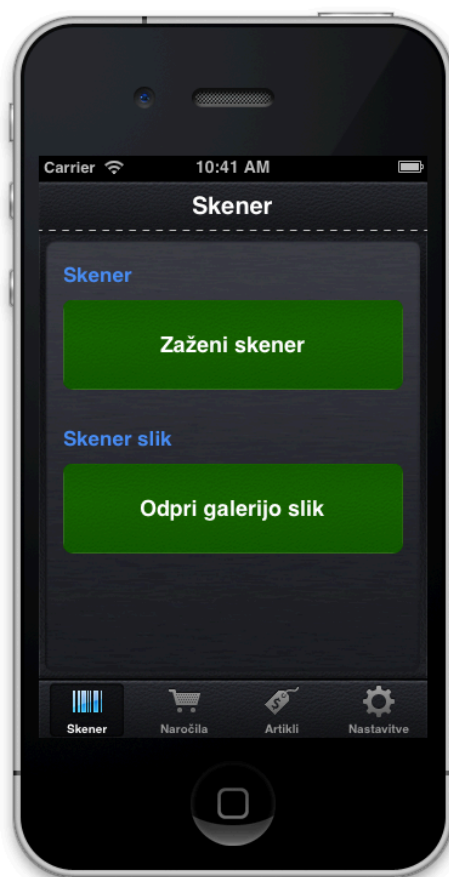 Carrier 10:41 AM
Skener
Skener
Zaženi skener
Skener slik
Odpri galerijo slik
Skener Naročila Artikli Nastavitve